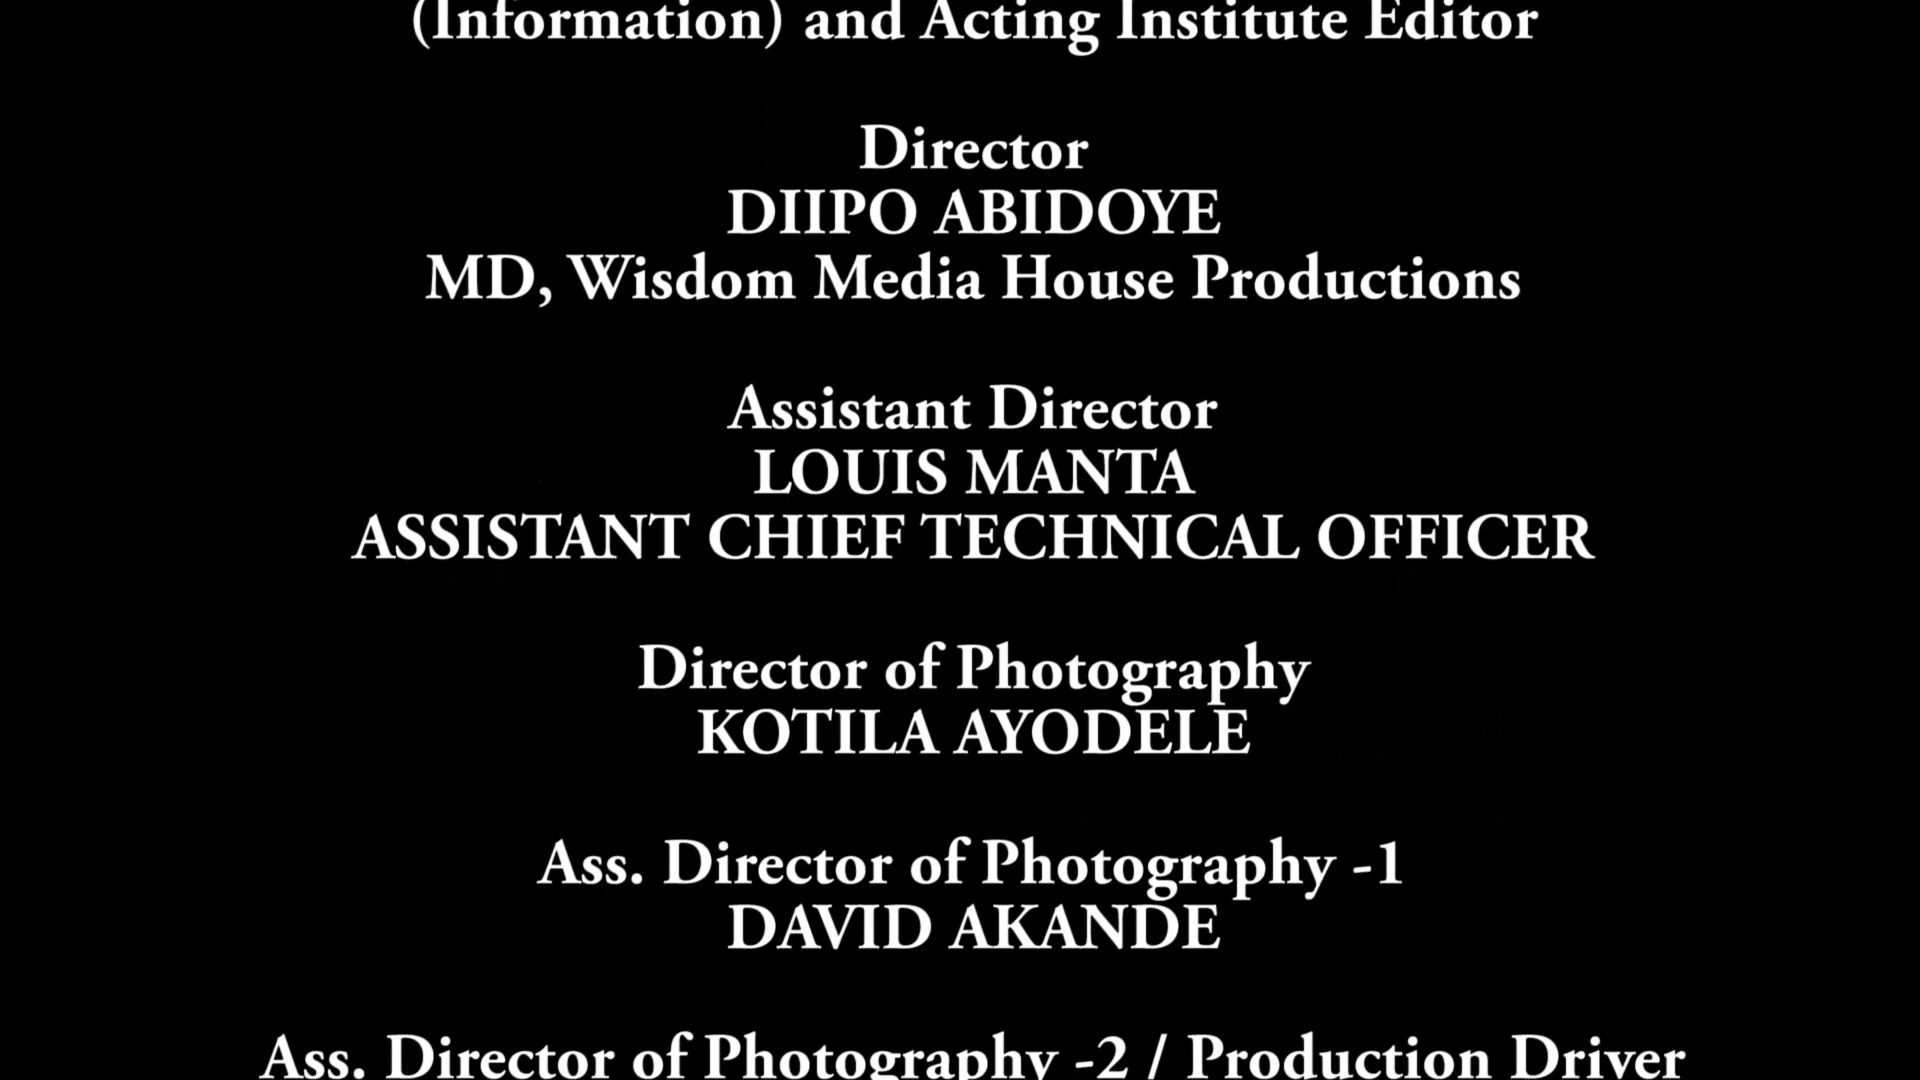 (Information) and Acting Institute Editor
Director
DIIPO ABIDOYE
MD, Wisdom Media House Productions
Assistant Director
LOUIS MANTA
ASSISTANT CHIEF TECHNICAL OFFICER
Director of Photography
KOTILA AYODELE
Ass. Director of Photography -1
DAVID AKANDE
Ass. Director of Photography -2 / Production Driver